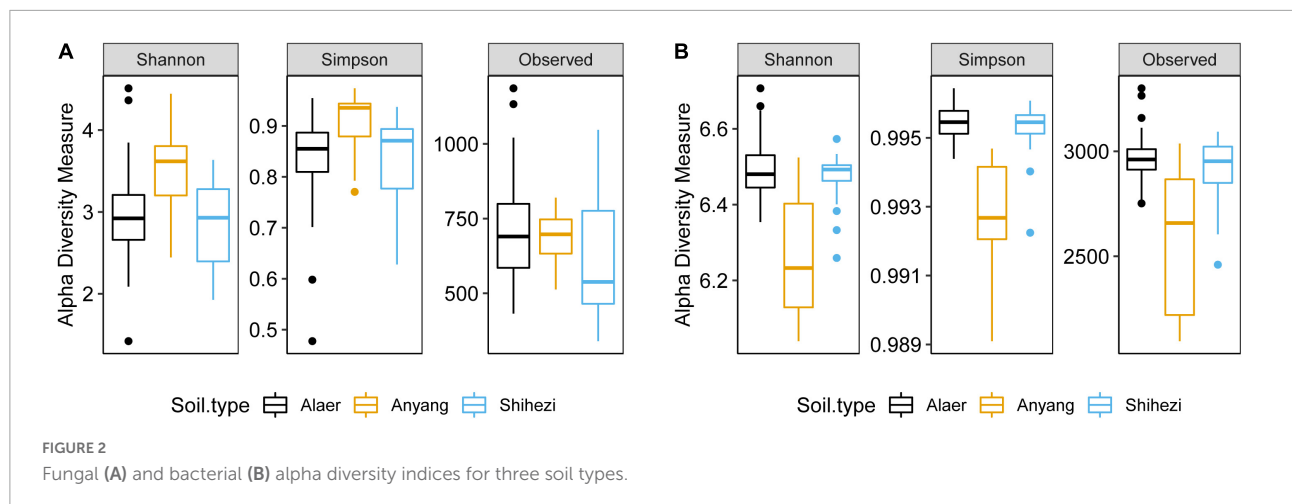 A
B
Shannon Simpson Observed
Shannon Simpson Observed
Alpha Diversity Measure
4
3
2
0.9
0.8
0.7
0.6
0.5
1000
750
500
Alpha Diversity Measure
6.6
6.4
6.2
0.995
0.993
0.991
0.989
3000
2500
Soil.type Alaer Anyang Shihezi
Soil.type Alaer Anyang Shihezi
FIGURE 2
Fungal (A) and bacterial (B) alpha diversity indices for three soil types.